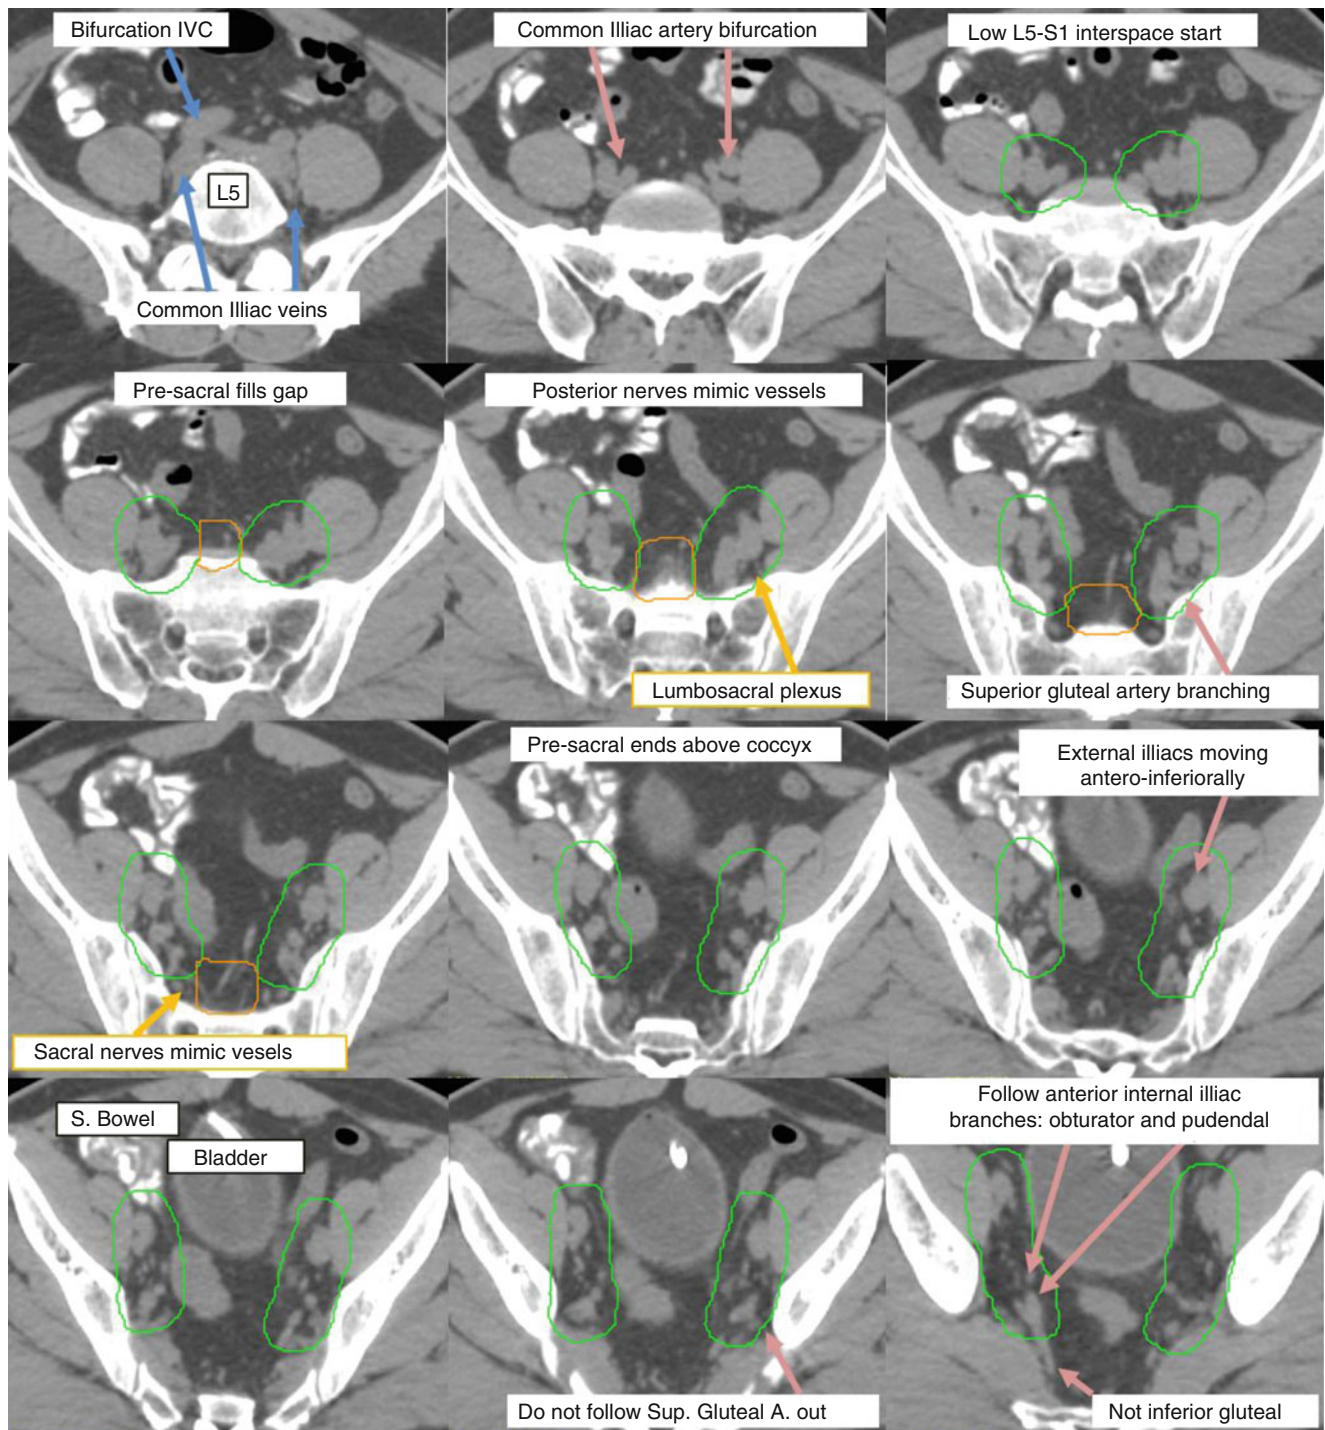 Bifurcation IVC
L5
Common Illiac veins
Common Illiac artery bifurcation
Low L5-S1 interspace start
Pre-sacral fills gap
Posterior nerves mimic vessels
Lumbosacral plexus
Superior gluteal artery branching
Sacral nerves mimic vesels
Pre-sacral ends above coccyx
External illiacs moving
antero-inferiorally
S. Bowel
Bladder
Do not follow Sup. Gluteal A. out
Follow anterior internal illiac
branches: obturator and pudendal
Not inferior gluteal